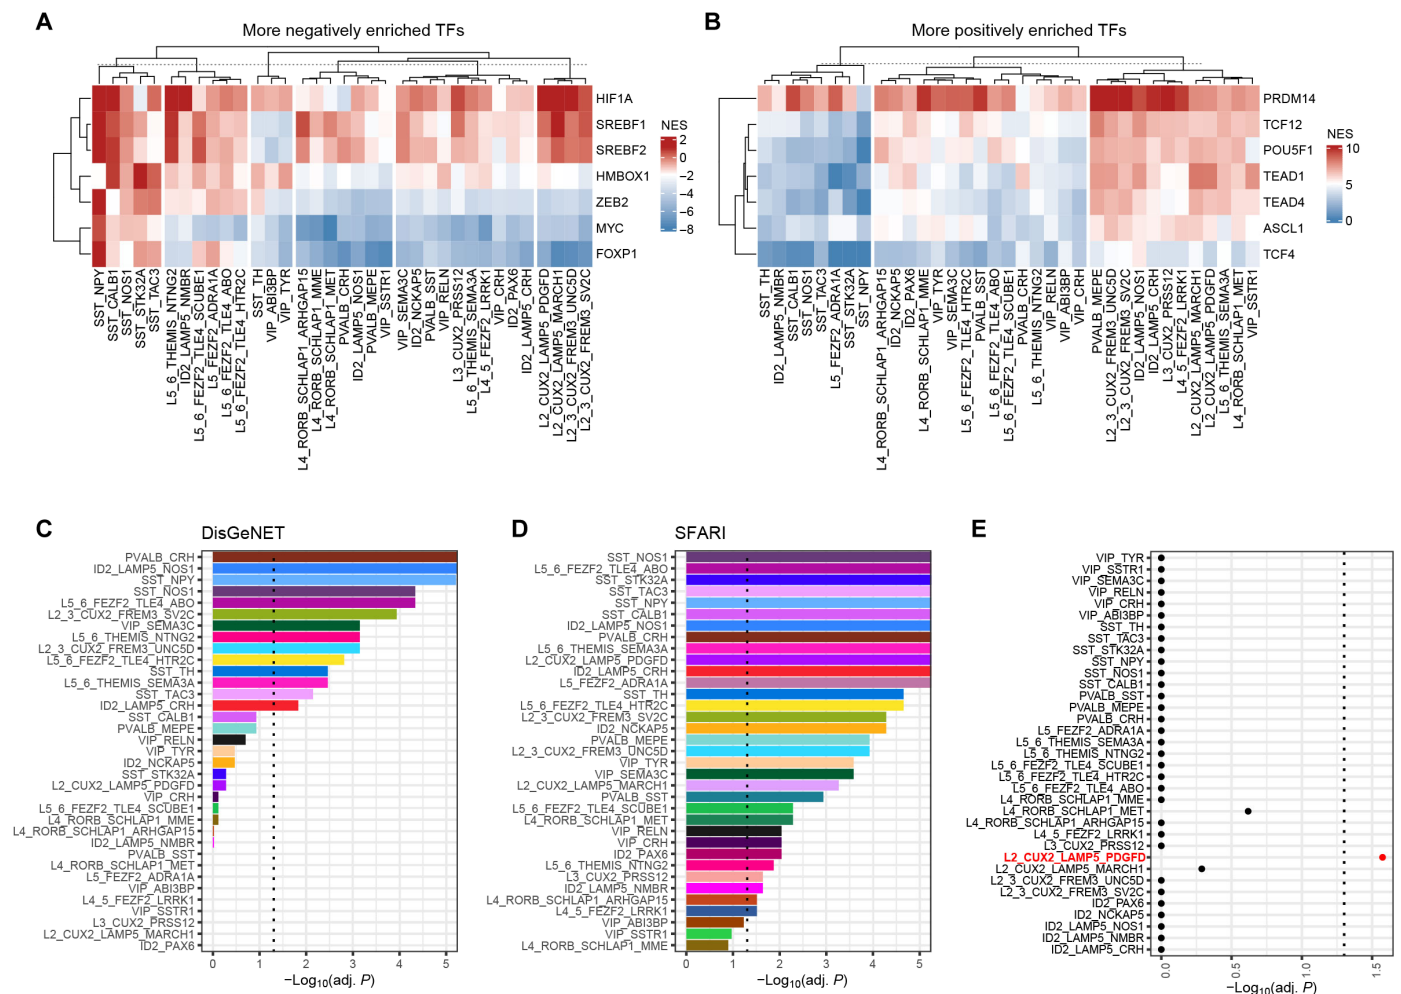 A
More negatively enriched TFs
HIF1A
SREBF1
SREBF2
HMBOX1
ZEB2
MYC
FOXP1
NES
2
0
−2
−4
−6
−8
SST_NPY
SST_CALB1
SST_NOS1
SST_STK32A
SST_TAC3
L5_6_THEMIS_NTNG2
ID2_LAMP5_NMBR
L5_6_FEZF2_TLE4_SCUBE1
L5_FEZF2_ADRA1A
L5_6_FEZF2_TLE4_ABO
L5_6_FEZF2_TLE4_HTR2C
SST_TH
VIP_ABI3BP
VIP_TYR
L4_RORB_SCHLAP1_ARHGAP15
L4_RORB_SCHLAP1_MME
L4_RORB_SCHLAP1_MET
PVALB_CRH
ID2_LAMP5_NOS1
PVALB_MEPE
VIP_SSTR1
VIP_SEMA3C
ID2_NCKAP5
PVALB_SST
VIP_RELN
L3_CUX2_PRSS12
L5_6_THEMIS_SEMA3A
L4_5_FEZF2_LRRK1
VIP_CRH
ID2_PAX6
ID2_LAMP5_CRH
L2_CUX2_LAMP5_PDGFD
L2_CUX2_LAMP5_MARCH1
L2_3_CUX2_FREM3_UNC5D
L2_3_CUX2_FREM3_SV2C
B
More positively enriched TFs
PRDM14
TCF12
POU5F1
TEAD1
TEAD4
ASCL1
TCF4
NES
10
5
0
SST_TH
ID2_LAMP5_NMBR
SST_CALB1
SST_NOS1
SST_TAC3
L5_FEZF2_ADRA1A
SST_STK32A
SST_NPY
L4_RORB_SCHLAP1_ARHGAP15
ID2_NCKAP5
ID2_PAX6
L4_RORB_SCHLAP1_MME
VIP_TYR
VIP_SEMA3C
L5_6_FEZF2_TLE4_HTR2C
PVALB_SST
L5_6_FEZF2_TLE4_ABO
L5_6_FEZF2_TLE4_SCUBE1
PVALB_CRH
L5_6_THEMIS_NTNG2
VIP_RELN
VIP_ABI3BP
VIP_CRH
PVALB_MEPE
L2_3_CUX2_FREM3_UNC5D
L2_3_CUX2_FREM3_SV2C
ID2_LAMP5_NOS1
ID2_LAMP5_CRH
L3_CUX2_PRSS12
L4_5_FEZF2_LRRK1
L2_CUX2_LAMP5_MARCH1
L2_CUX2_LAMP5_PDGFD
L5_6_THEMIS_SEMA3A
L4_RORB_SCHLAP1_MET
VIP_SSTR1
C
DisGeNET
PVALB_CRH
ID2_LAMP5_NOS1
SST_NPY
SST_NOS1
L5_6_FEZF2_TLE4_ABO
L2_3_CUX2_FREM3_SV2C
VIP_SEMA3C
L5_6_THEMIS_NTNG2
L2_3_CUX2_FREM3_UNC5D
L5_6_FEZF2_TLE4_HTR2C
SST_TH
L5_6_THEMIS_SEMA3A
SST_TAC3
ID2_LAMP5_CRH
SST_CALB1
PVALB_MEPE
VIP_RELN
VIP_TYR
ID2_NCKAP5
SST_STK32A
L2_CUX2_LAMP5_PDGFD
VIP_CRH
L5_6_FEZF2_TLE4_SCUBE1
L4_RORB_SCHLAP1_MME
L4_RORB_SCHLAP1_ARHGAP15
ID2_LAMP5_NMBR
PVALB_SST
L4_RORB_SCHLAP1_MET
L5_FEZF2_ADRA1A
VIP_ABI3BP
L4_5_FEZF2_LRRK1
VIP_SSTR1
L3_CUX2_PRSS12
L2_CUX2_LAMP5_MARCH1
ID2_PAX6
0 1 2 3 4 5
−Log10(adj. P)
D
SFARI
SST_NOS1
L5_6_FEZF2_TLE4_ABO
SST_STK32A
SST_TAC3
SST_NPY
SST_CALB1
ID2_LAMP5_NOS1
PVALB_CRH
L5_6_THEMIS_SEMA3A
L2_CUX2_LAMP5_PDGFD
ID2_LAMP5_CRH
L5_FEZF2_ADRA1A
SST_TH
L5_6_FEZF2_TLE4_HTR2C
L2_3_CUX2_FREM3_SV2C
ID2_NCKAP5
PVALB_MEPE
L2_3_CUX2_FREM3_UNC5D
VIP_TYR
VIP_SEMA3C
L2_CUX2_LAMP5_MARCH1
PVALB_SST
L5_6_FEZF2_TLE4_SCUBE1
L4_RORB_SCHLAP1_MET
VIP_RELN
VIP_CRH
ID2_PAX6
L5_6_THEMIS_NTNG2
L3_CUX2_PRSS12
ID2_LAMP5_NMBR
L4_RORB_SCHLAP1_ARHGAP15
L4_5_FEZF2_LRRK1
VIP_ABI3BP
VIP_SSTR1
L4_RORB_SCHLAP1_MME
0 1 2 3 4 5
−Log10(adj. P)
E
VIP_TYR
VIP_SSTR1
VIP_SEMA3C
VIP_RELN
VIP_CRH
VIP_ABI3BP
SST_TH
SST_TAC3
SST_STK32A
SST_NPY
SST_NOS1
SST_CALB1
PVALB_SST
PVALB_MEPE
PVALB_CRH
L5_FEZF2_ADRA1A
L5_6_THEMIS_SEMA3A
L5_6_THEMIS_NTNG2
L5_6_FEZF2_TLE4_SCUBE1
L5_6_FEZF2_TLE4_HTR2C
L5_6_FEZF2_TLE4_ABO
L4_RORB_SCHLAP1_MME
L4_RORB_SCHLAP1_MET
L4_RORB_SCHLAP1_ARHGAP15
L4_5_FEZF2_LRRK1
L3_CUX2_PRSS12
L2_CUX2_LAMP5_PDGFD
L2_CUX2_LAMP5_MARCH1
L2_3_CUX2_FREM3_UNC5D
L2_3_CUX2_FREM3_SV2C
ID2_PAX6
ID2_NCKAP5
ID2_LAMP5_NOS1
ID2_LAMP5_NMBR
ID2_LAMP5_CRH
0.0 0.5 1.0 1.5
−Log10(adj. P)